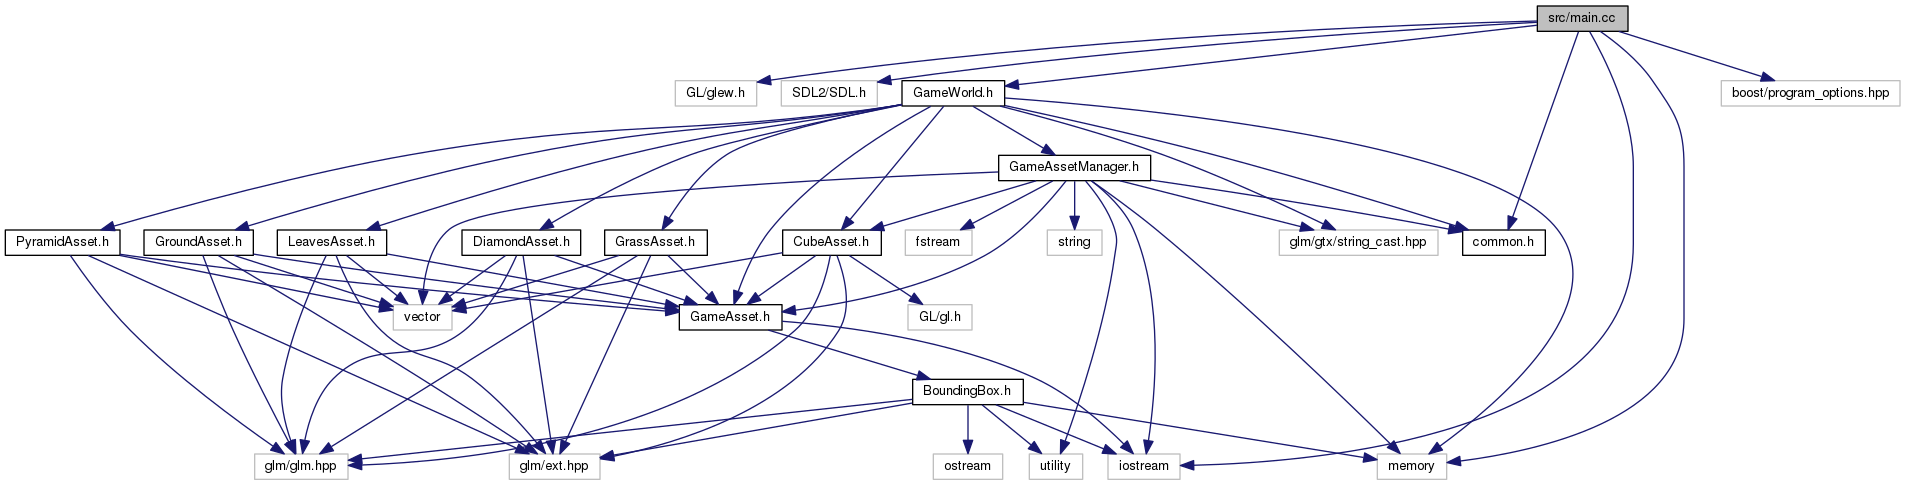 src/main.cc
GL/glew.h
SDL2/SDL.h
GameWorld.h
boost/program_options.hpp
GameAssetManager.h
PyramidAsset.h
GroundAsset.h
LeavesAsset.h
DiamondAsset.h
GrassAsset.h
CubeAsset.h
fstream
string
glm/gtx/string_cast.hpp
common.h
vector
GameAsset.h
GL/gl.h
BoundingBox.h
glm/glm.hpp
glm/ext.hpp
ostream
utility
iostream
memory